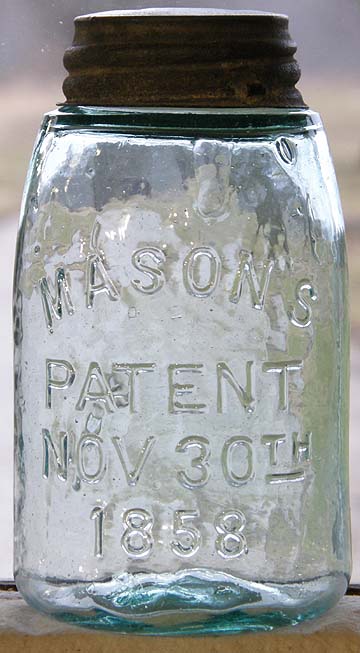 MASON'S
PATENT
NOV 30TH
1858